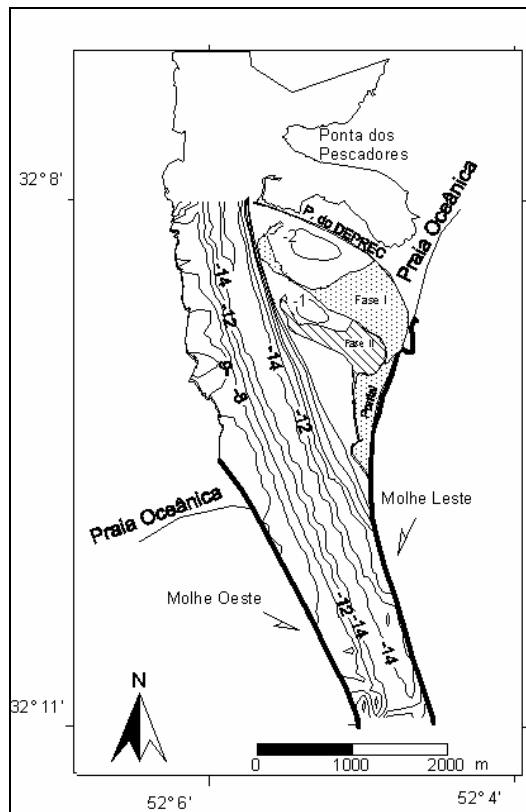 Ponta dos
Pescadores
32° 8'
P. do DEPREC
Praia Oceânica
-2
Fase I
-1
Fase II
Pontal
-14
-12
-14
-12
-8
Praia Oceânica
Molhe Leste
Molhe Oeste
-12
-14
-14
N
32° 11'
0 1000 2000 m
52° 6'
52° 4'